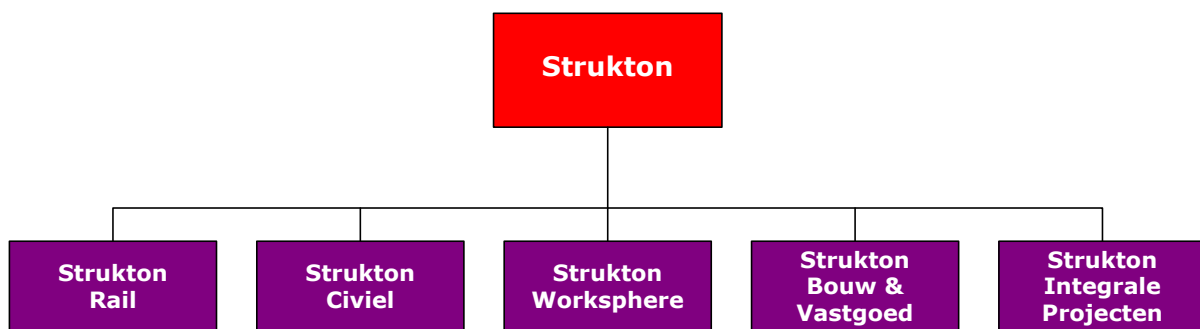 Strukton
Strukton
Rail
Strukton
Civiel
Strukton
Worksphere
Strukton
Bouw &
Vastgoed
Strukton
Integrale
Projecten